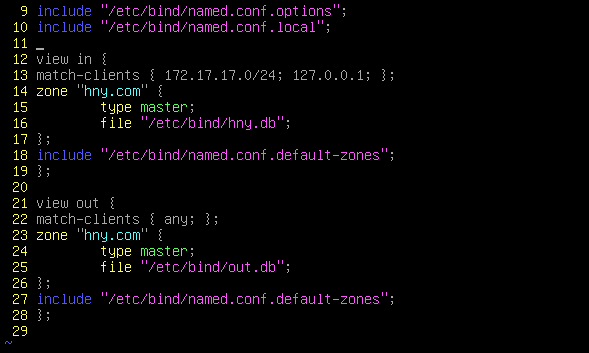 9 include "/etc/bind/named.conf.options";
10 include "/etc/bind/named.conf.local";
11
12 view in {
13 match-clients { 172.17.17.0/24; 127.0.0.1; };
14 zone "hny.com" {
15         type master;
16         file "/etc/bind/hny.db";
17 };
18 include "/etc/bind/named.conf.default-zones";
19 };
20
21 view out {
22 match-clients { any; };
23 zone "hny.com" {
24         type master;
25         file "/etc/bind/out.db";
26 };
27 include "/etc/bind/named.conf.default-zones";
28 };
29
~